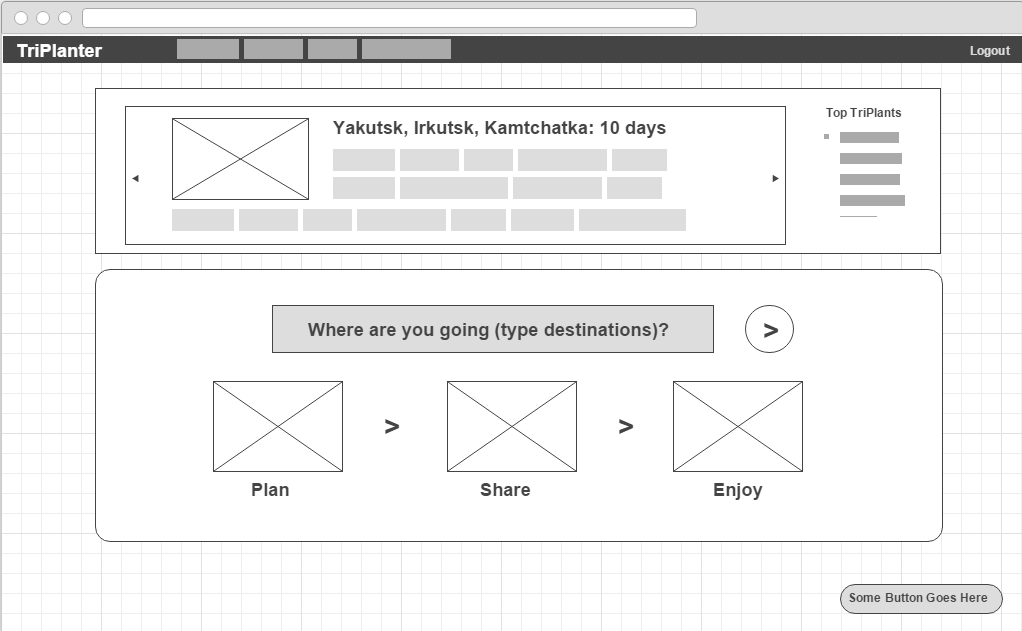 TriPlanter
Logout
Yakutsk, Irkutsk, Kamtchatka: 10 days
Top TriPlants
Where are you going (type destinations)?
>
> >
Plan Share Enjoy
Some Button Goes Here